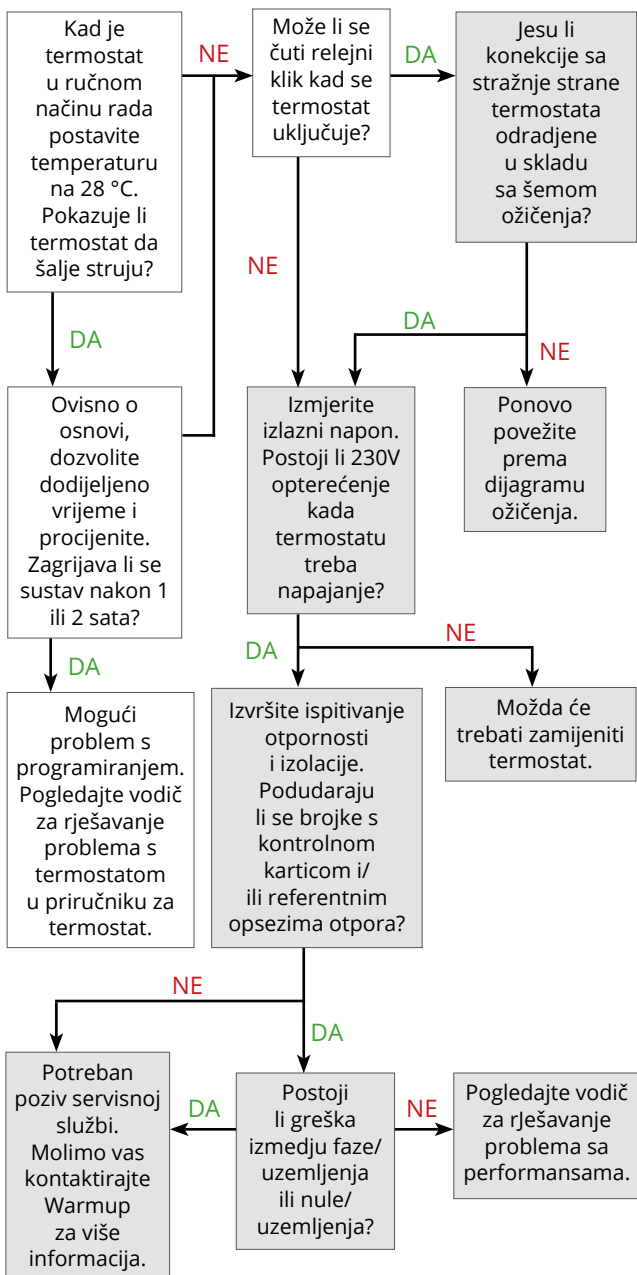 Kad je
termostat
u ručnom
načinu rada
postavite
temperaturu
na 28 °C.
Pokazuje li
termostat da
šalje struju?
NE
Može li se
čuti relejni
klik kad se
termostat
uključuje?
DA
Jesu li
konekcije sa
stražnje strane
termostata
odradjene
u skladu
sa šemom
ožičenja?
DA
NE
DA
NE
Ovisno o
osnovi,
dozvolite
dodijeljeno
vrijeme i
procijenite.
Zagrijava li se
sustav nakon 1
ili 2 sata?
Izmjerite
izlazni napon.
Postoji li 230V
opterećenje
kada
termostatu
treba
napajanje?
Ponovo
povežite
prema
dijagramu
ožičenja.
DA
DA
NE
Mogući
problem s
programiranjem.
Pogledajte vodič
za rješavanje
problema s
termostatom
u priručniku za
termostat.
Izvršite ispitivanje
otpornosti
i izolacije.
Podudaraju
li se brojke s
kontrolnom
karticom i/
ili referentnim
opsezima otpora?
Možda će
trebati zamijeniti
termostat.
NE
DA
Potreban
poziv servisnoj
službi.
Molimo vas
kontaktirajte
Warmup
za više
informacija.
DA
Postoji
li greška
izmedju faze/
uzemljenja
ili nule/
uzemljenja?
NE
Pogledajte vodič
za rJešavanje
problema sa
performansama.